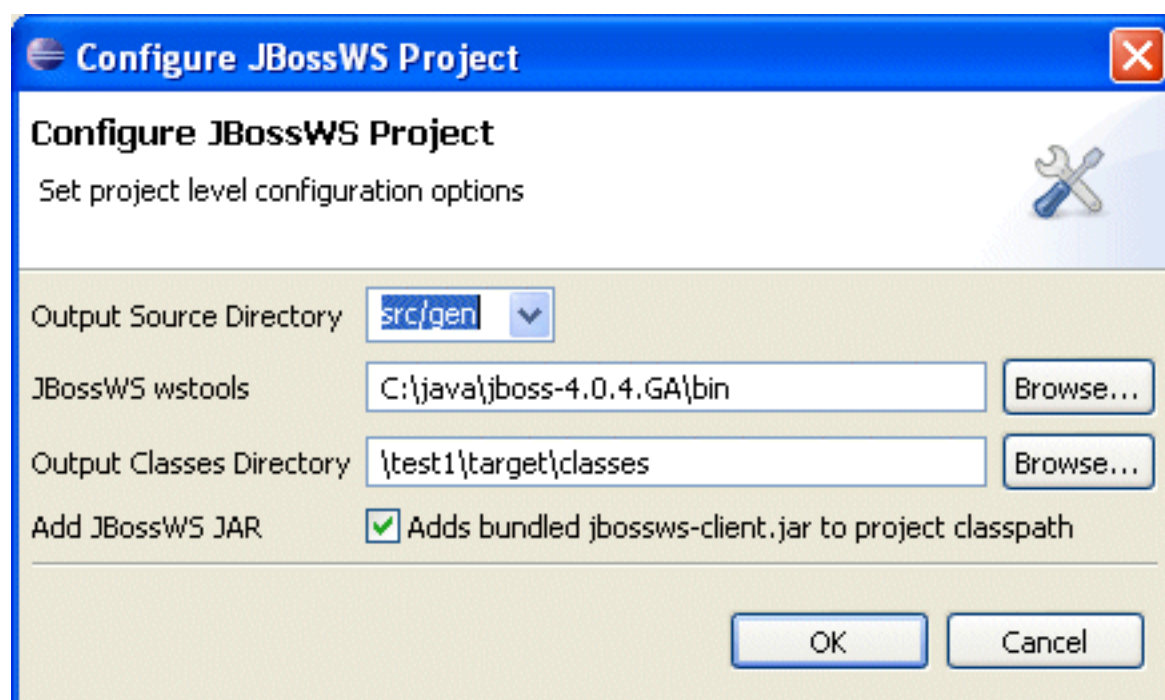 Configure JBossWS Project
Configure JBossWS Project
Set project level configuration options
Output Source Directory src/gen
JBossWS wstools C:\java\jboss-4.0.4.GA\bin Browse...
Output Classes Directory \test1\target\classes Browse...
Add JBossWS JAR Adds bundled jbossws-client.jar to project classpath
OK Cancel